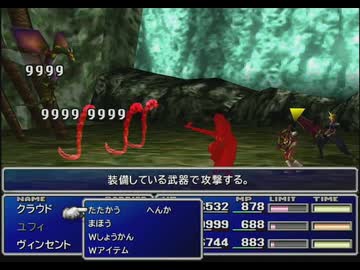 9999
9999 9999
装備している武器で攻撃する。
NAME MP LIMIT TIME
クラウド たたかう へんか 8532 878
ユフィ まほう 9999 688
Wしょうかん
ヴィンセント Wアイテム 8744 883